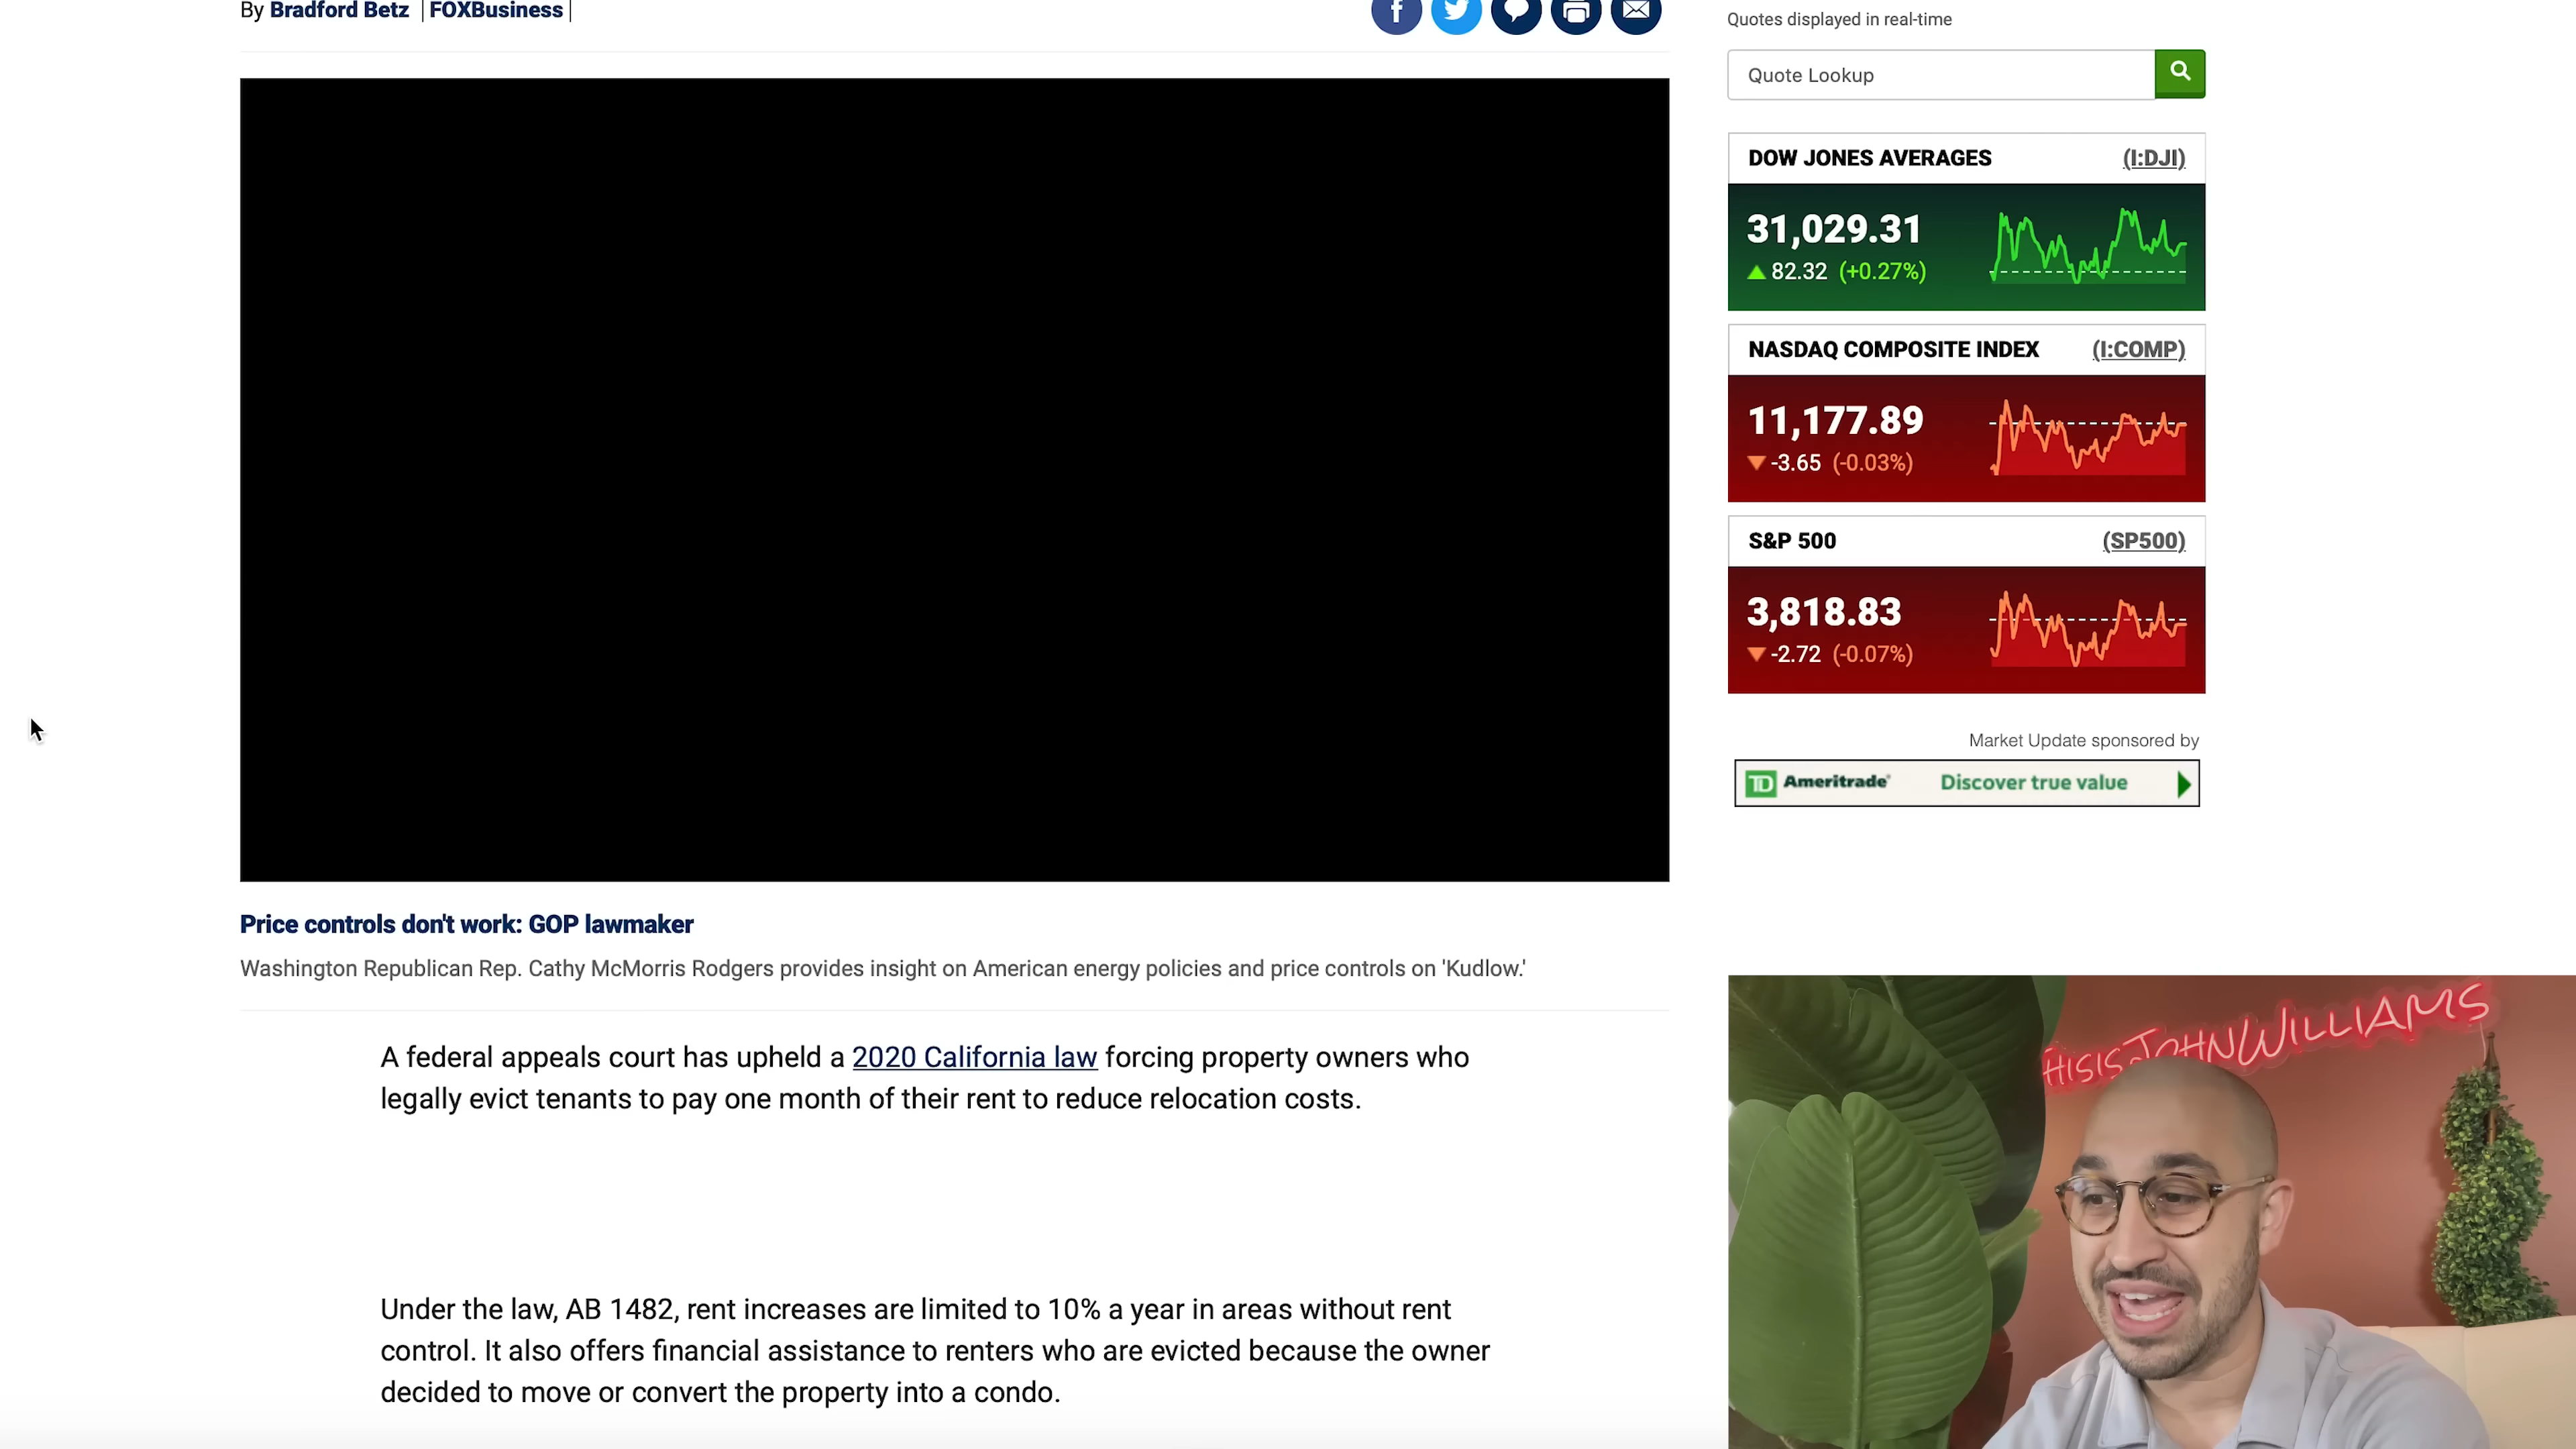 By Bradford Betz | FOXBusiness |
Quotes displayed in real-time
Quote Lookup
DOW JONES AVERAGES (I:DJI)
31,029.31
82.32 (+0.27%)
NASDAQ COMPOSITE INDEX (I:COMP)
11,177.89
-3.65 (-0.03%)
S&P 500 (SP500)
3,818.83
-2.72 (-0.07%)
Market Update sponsored by
TD Ameritrade Discover true value
Price controls don't work: GOP lawmaker
Washington Republican Rep. Cathy McMorris Rodgers provides insight on American energy policies and price controls on 'Kudlow.'
A federal appeals court has upheld a 2020 California law forcing property owners who
legally evict tenants to pay one month of their rent to reduce relocation costs.
Under the law, AB 1482, rent increases are limited to 10% a year in areas without rent
control. It also offers financial assistance to renters who are evicted because the owner
decided to move or convert the property into a condo.
THISISJOHNWILLIAMS